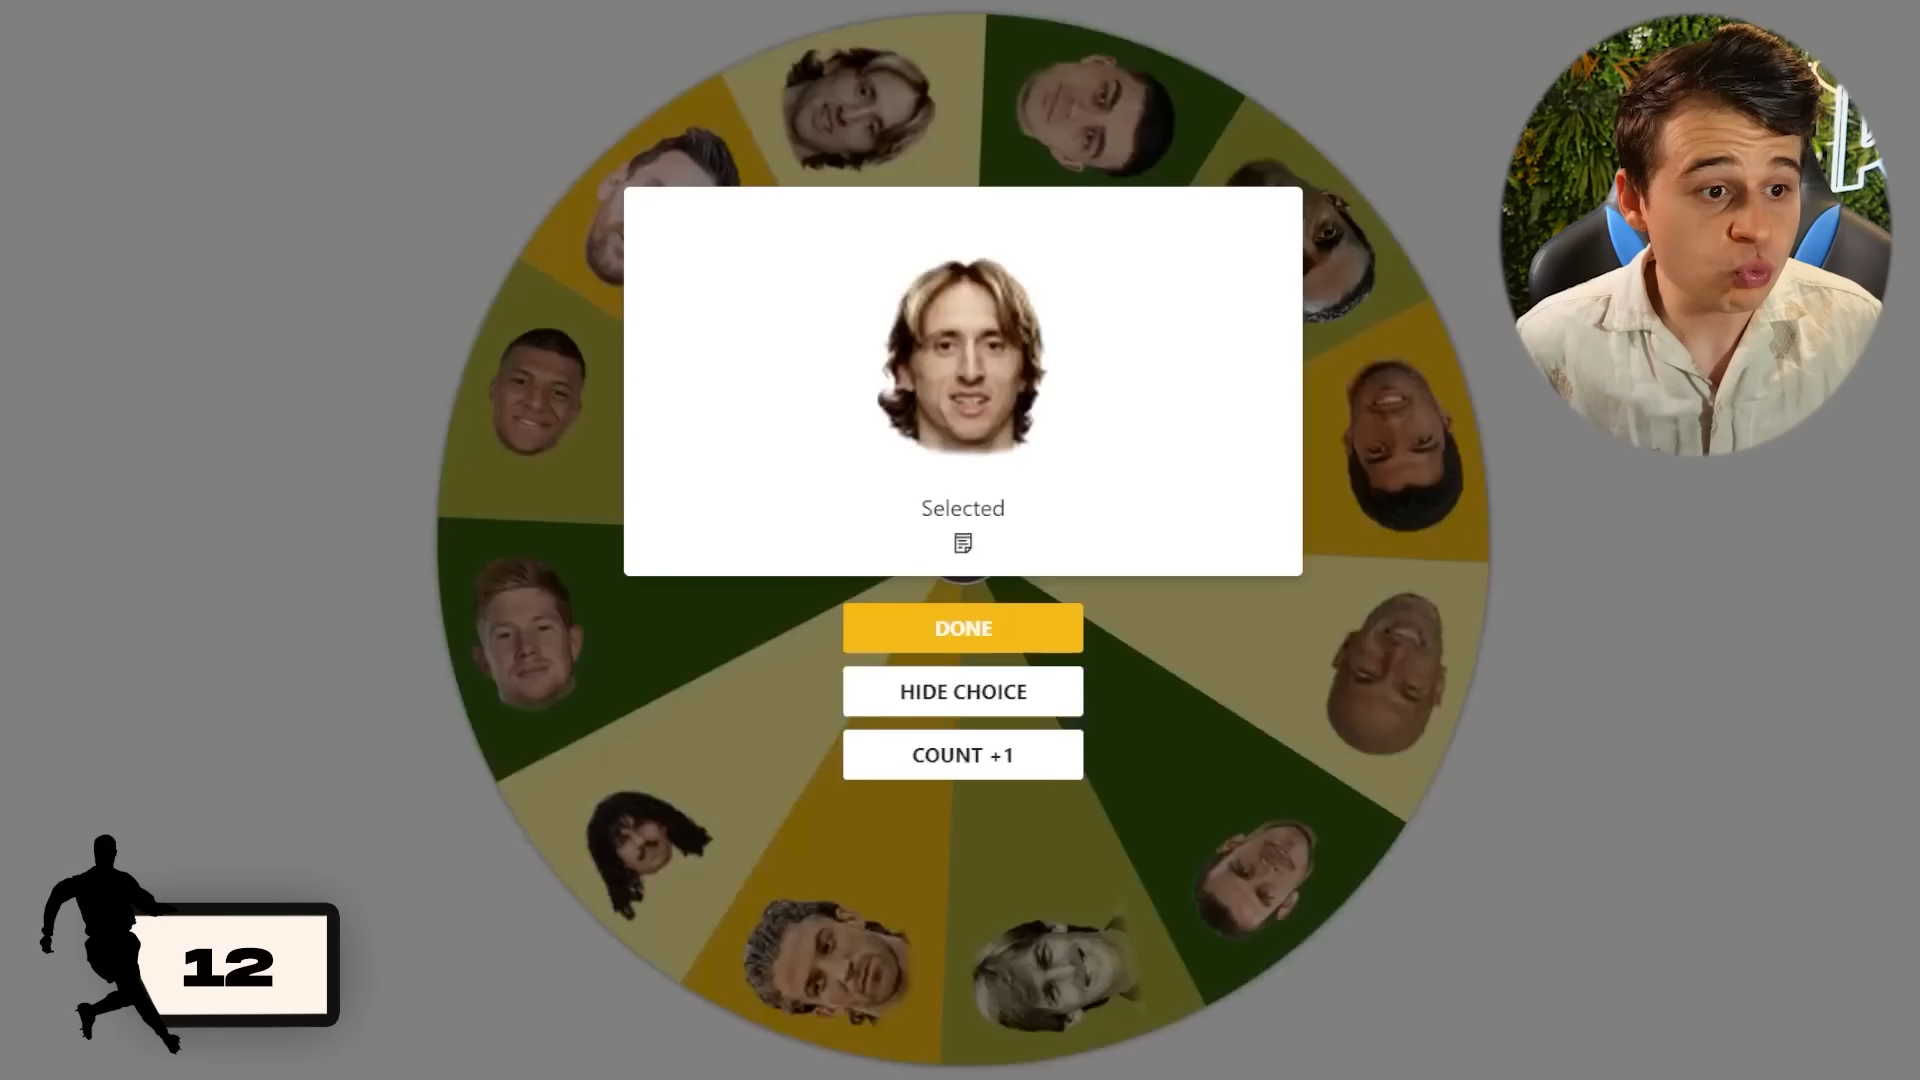 Selected
DONE
HIDE CHOICE
COUNT +1
12